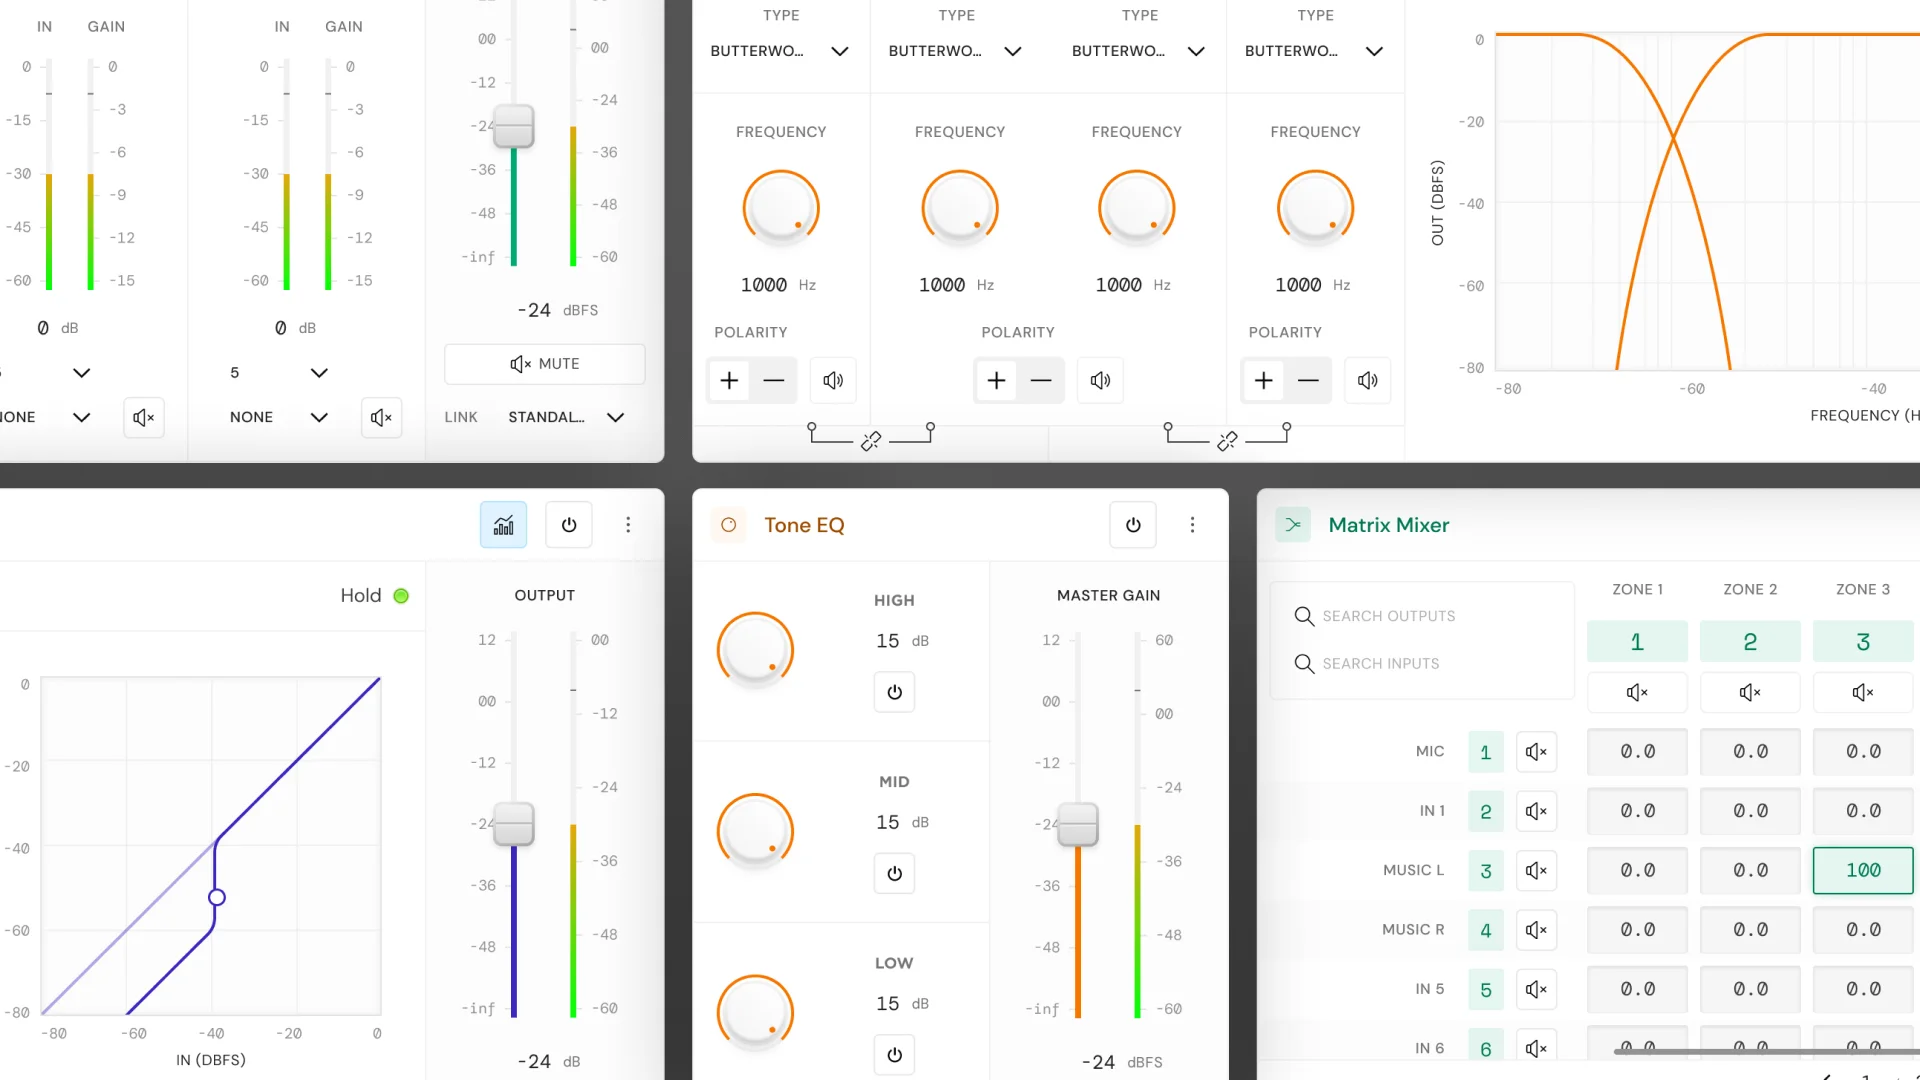 IN GAIN
0 0
-3
-15
-6
-30
-9
-45
-12
-60 -15
0 dB
NONE
IN GAIN
0 0
-3
-15
-6
-30
-9
-45
-12
-60 -15
0 dB
5
NONE
00 00
-12
-24
-24
-36 -36
-48 -48
-inf -60
-24 dBFS
MUTE
LINK STANDAL...
TYPE TYPE TYPE TYPE
BUTTERWO... BUTTERWO... BUTTERWO... BUTTERWO...
FREQUENCY FREQUENCY FREQUENCY FREQUENCY
1000 Hz 1000 Hz 1000 Hz 1000 Hz
POLARITY POLARITY POLARITY
+ — + — + —
OUT (DBFS)
0
-20
-40
-60
-80
-80 -60 -40
FREQUENCY (H
Hold
0
-20
-40
-60
-80
-80 -60 -40 -20 0
IN (DBFS)
OUTPUT
12 00
00 -12
-12 -24
-24 -36
-36 -48
-48
-inf -60
-24 dB
Tone EQ
HIGH
15 dB
MID
15 dB
LOW
15 dB
MASTER GAIN
12 60
00 00
-12 -24
-24 -36
-36 -48
-48
-inf -60
-24 dBFS
Matrix Mixer
SEARCH OUTPUTS
SEARCH INPUTS
ZONE 1 ZONE 2 ZONE 3
1 2 3
MIC 1 0.0 0.0 0.0
IN 1 2 0.0 0.0 0.0
MUSIC L 3 0.0 0.0 100
MUSIC R 4 0.0 0.0 0.0
IN 5 5 0.0 0.0 0.0
IN 6 6 0.0 0.0 0.0